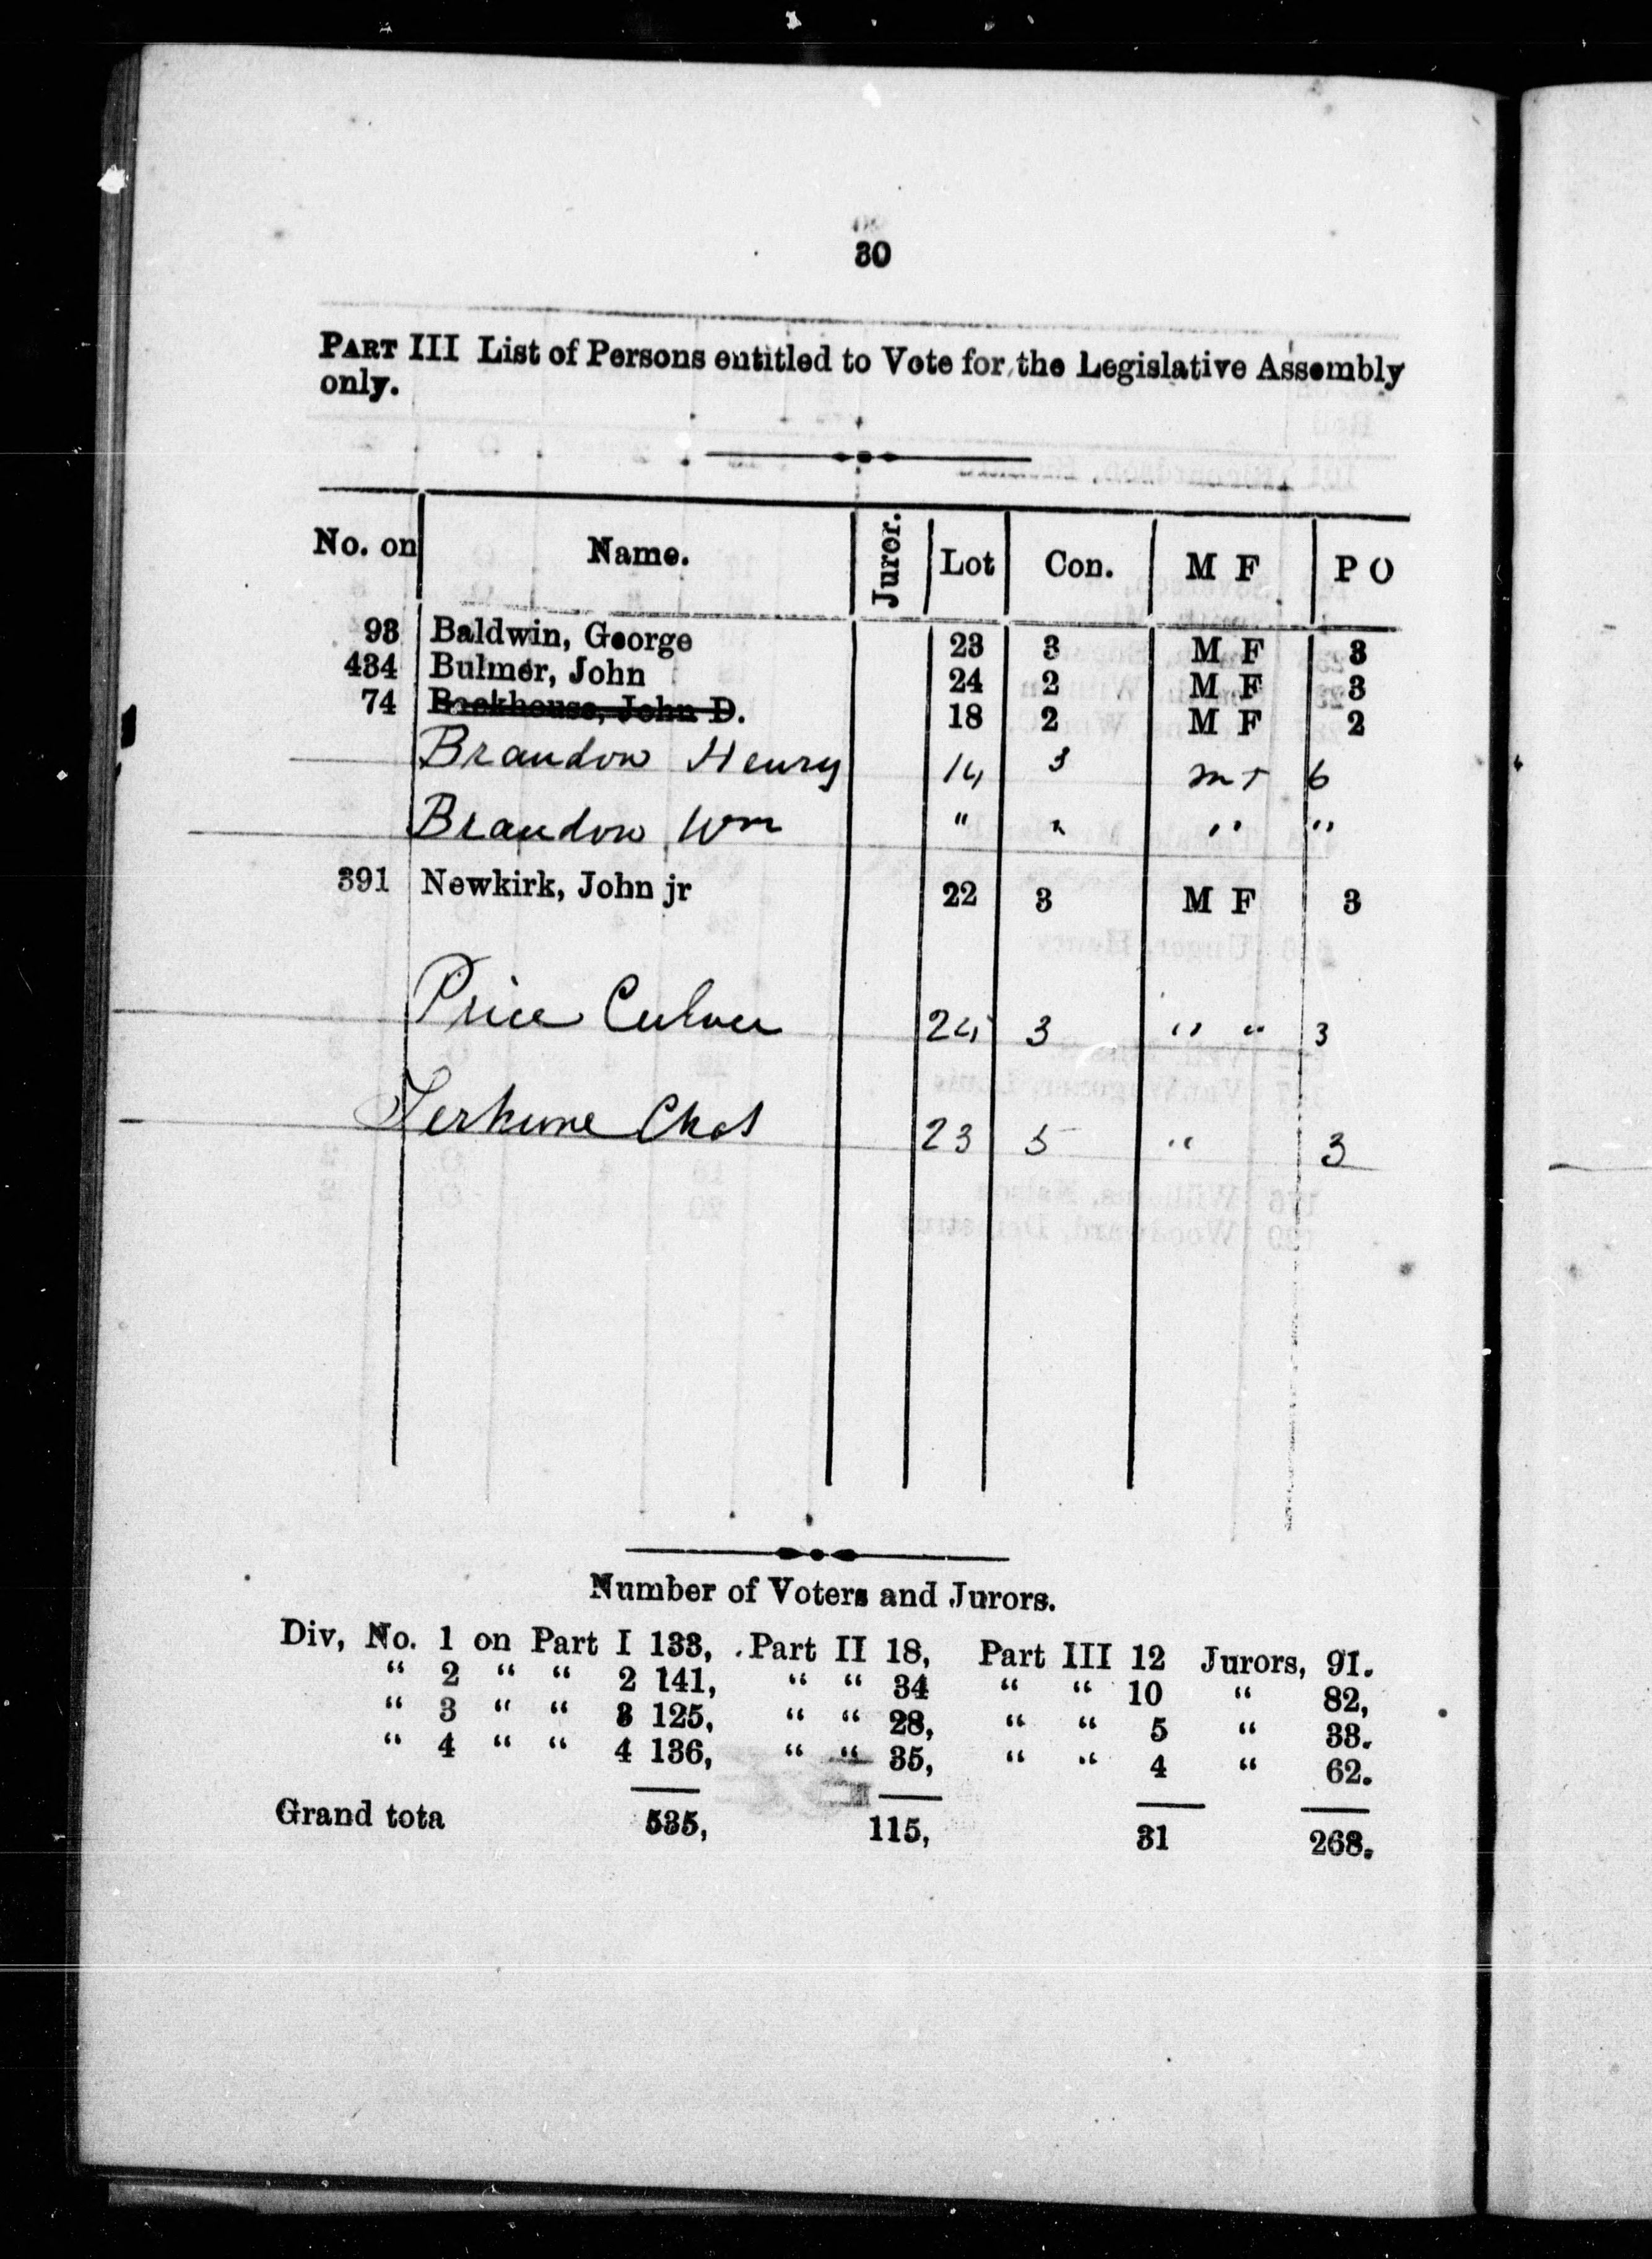 30
PART III List of Persons entitled to Vote for the Legislative Assembly
only.
No. on Name. Juror. Lot Con. M F P O
93 Baldwin, George 23 3 M F 3
434 Bulmer, John 24 2 M F 3
74 Backhouse, John D. 18 2 M F 2
Brandow Henry 14 3 M F 6
Brandow Wm " " " "
391 Newkirk, John jr 22 3 M F 3
Price Culver 24 3 " " 3
Terhune Chas 23 5 " 3
Number of Voters and Jurors.
Div, No. 1 on Part I 133, Part II 18, Part III 12 Jurors, 91.
“ 2 “ “ 2 141, “ “ 34 “ “ 10 “ 82,
“ 3 “ “ 3 125, “ “ 28, “ “ 5 “ 33.
“ 4 “ “ 4 136, “ “ 35, “ “ 4 “ 62.
Grand tota 535, 115, 31 268.